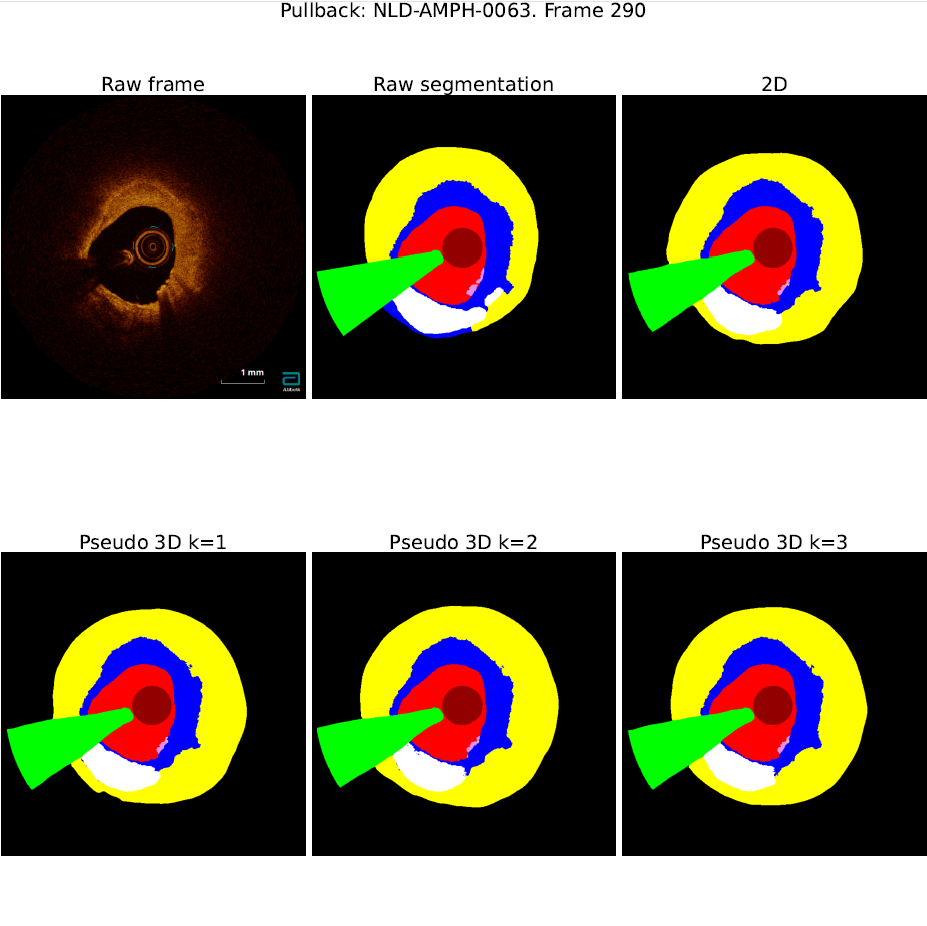 Pullback: NLD-AMPH-0063. Frame 290
Raw frame
Raw segmentation
2D
1 mm
Abbott
Pseudo 3D k=1
Pseudo 3D k=2
Pseudo 3D k=3